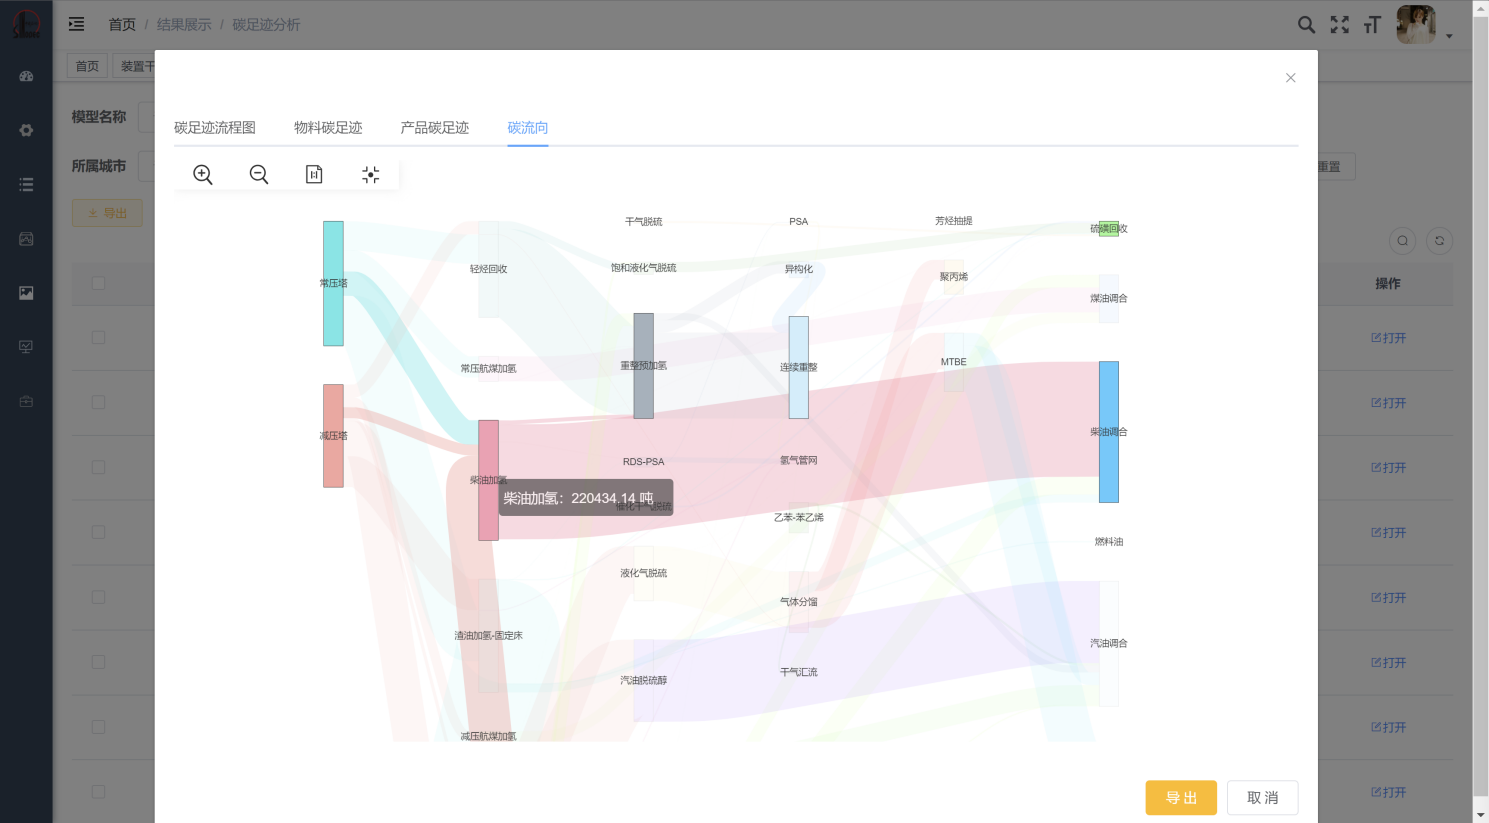 首页 / 结果展示 / 碳足迹分析
首页
装置干
模型名称
所属城市
重置
导出
碳足迹流程图
物料碳足迹
产品碳足迹
碳流向
干气脱硫
PSA
芳烃抽提
硫磺回收
轻烃回收
饱和液化气脱硫
异构化
聚丙烯
常压塔
煤油调合
操作
打开
常压航煤加氢
重整预加氢
连续重整
MTBE
打开
减压塔
柴油调合
RDS-PSA
氢气管网
打开
柴油加氢
柴油加氢: 220434.14 吨
催化干气脱硫
乙苯-苯乙烯
打开
燃料油
液化气脱硫
气体分馏
打开
渣油加氢-固定床
汽油调合
打开
汽油脱硫醇
干气汇流
减压航煤加氢
打开
导出
取消
打开